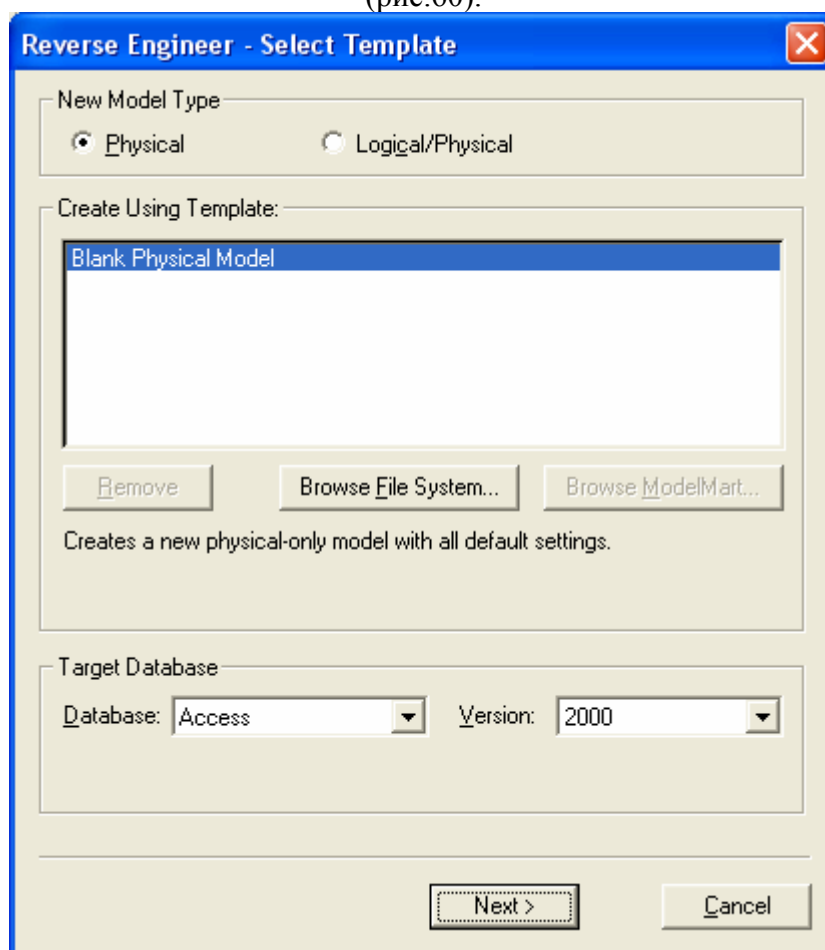 (рис.60).
Reverse Engineer - Select Template
New Model Type
Physical
Logical/Physical
Create Using Template:
Blank Physical Model
Remove
Browse File System...
Browse ModelMart...
Creates a new physical-only model with all default settings.
Target Database
Database: Access
Version: 2000
Next >
Cancel